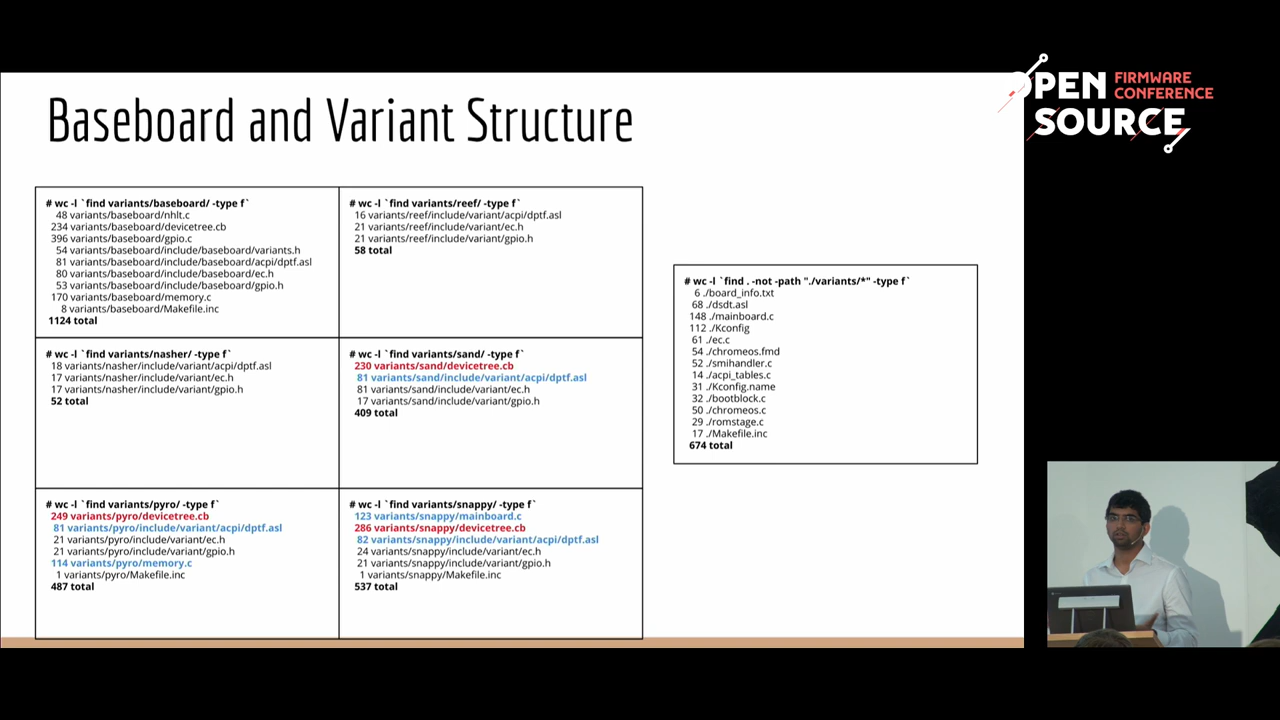 OPEN FIRMWARE
CONFERENCE
SOURCE
Baseboard and Variant Structure
# wc -l `find variants/baseboard/ -type f`
48 variants/baseboard/nhlt.c
234 variants/baseboard/devicetree.cb
396 variants/baseboard/gpio.c
54 variants/baseboard/include/baseboard/variants.h
81 variants/baseboard/include/baseboard/acpi/dptf.asl
80 variants/baseboard/include/baseboard/ec.h
53 variants/baseboard/include/baseboard/gpio.h
170 variants/baseboard/memory.c
8 variants/baseboard/Makefile.inc
1124 total
# wc -l `find variants/reef/ -type f`
16 variants/reef/include/variant/acpi/dptf.asl
21 variants/reef/include/variant/ec.h
21 variants/reef/include/variant/gpio.h
58 total
# wc -l `find variants/nasher/ -type f`
18 variants/nasher/include/variant/acpi/dptf.asl
17 variants/nasher/include/variant/ec.h
17 variants/nasher/include/variant/gpio.h
52 total
# wc -l `find variants/sand/ -type f`
230 variants/sand/devicetree.cb
81 variants/sand/include/variant/acpi/dptf.asl
81 variants/sand/include/variant/ec.h
17 variants/sand/include/variant/gpio.h
409 total
# wc -l `find variants/pyro/ -type f`
249 variants/pyro/devicetree.cb
81 variants/pyro/include/variant/acpi/dptf.asl
21 variants/pyro/include/variant/ec.h
21 variants/pyro/include/variant/gpio.h
114 variants/pyro/memory.c
1 variants/pyro/Makefile.inc
487 total
# wc -l `find variants/snappy/ -type f`
123 variants/snappy/mainboard.c
286 variants/snappy/devicetree.cb
82 variants/snappy/include/variant/acpi/dptf.asl
24 variants/snappy/include/variant/ec.h
21 variants/snappy/include/variant/gpio.h
1 variants/snappy/Makefile.inc
537 total
# wc -l `find . -not -path "./variants/*" -type f`
6 ./board_info.txt
68 ./dsdt.asl
148 ./mainboard.c
112 ./Kconfig
61 ./ec.c
54 ./chromeos.fmd
52 ./smihandler.c
14 ./acpi_tables.c
31 ./Kconfig.name
32 ./bootblock.c
50 ./chromeos.c
29 ./romstage.c
17 ./Makefile.inc
674 total